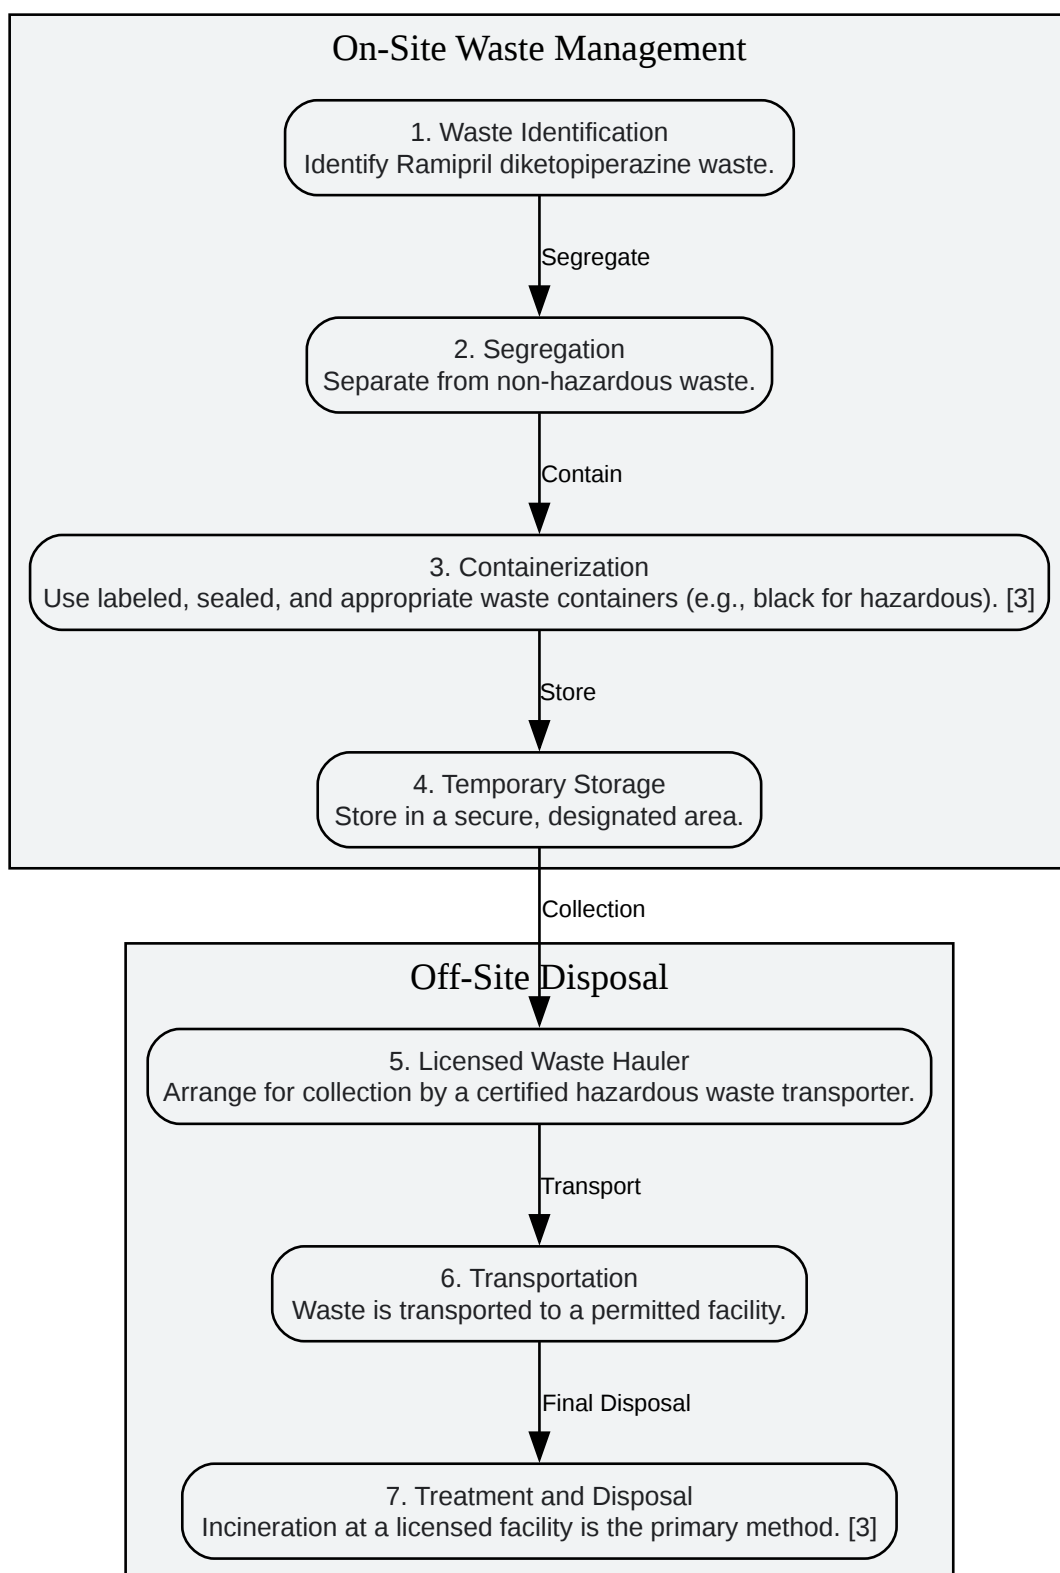 On-Site Waste Management
1. Waste Identification
Identify Ramipril diketopiperazine waste.
Segregate
2. Segregation
Separate from non-hazardous waste.
Contain
3. Containerization
Use labeled, sealed, and appropriate waste containers (e.g., black for hazardous). [3]
Store
4. Temporary Storage
Store in a secure, designated area.
Collection
Off-Site Disposal
5. Licensed Waste Hauler
Arrange for collection by a certified hazardous waste transporter.
Transport
6. Transportation
Waste is transported to a permitted facility.
Final Disposal
7. Treatment and Disposal
Incineration at a licensed facility is the primary method. [3]